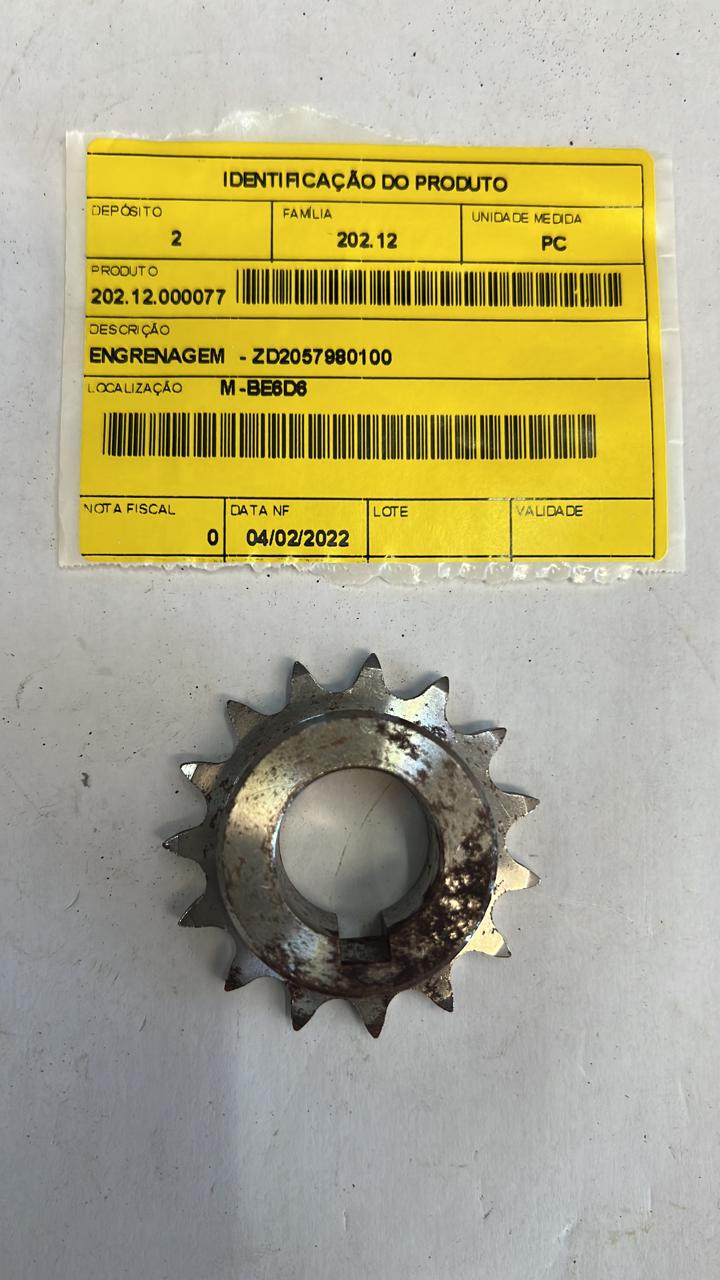 IDENTIFICAÇÃO DO PRODUTO
DEPÓSITO FAMÍLIA UNIDADE MEDIDA
2 202.12 PC
PRODUTO
202.12.000077
DESCRIÇÃO
ENGRENAGEM - ZD2057980100
LOCALIZAÇÃO M-BE6D6
NOTA FISCAL DATA NF LOTE VALIDADE
0 04/02/2022